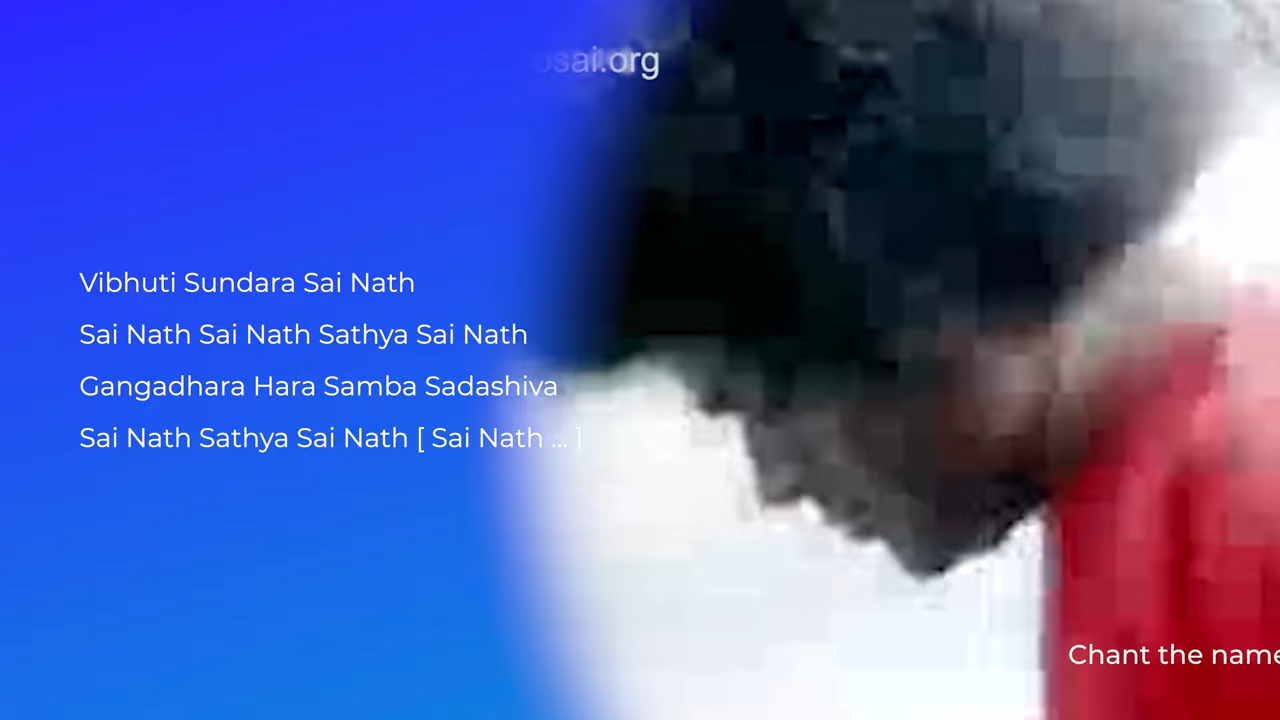 sai.org
Vibhuti Sundara Sai Nath
Sai Nath Sai Nath Sathya Sai Nath
Gangadhara Hara Samba Sadashiva
Sai Nath Sathya Sai Nath [ Sai Nath ... ]
Chant the name